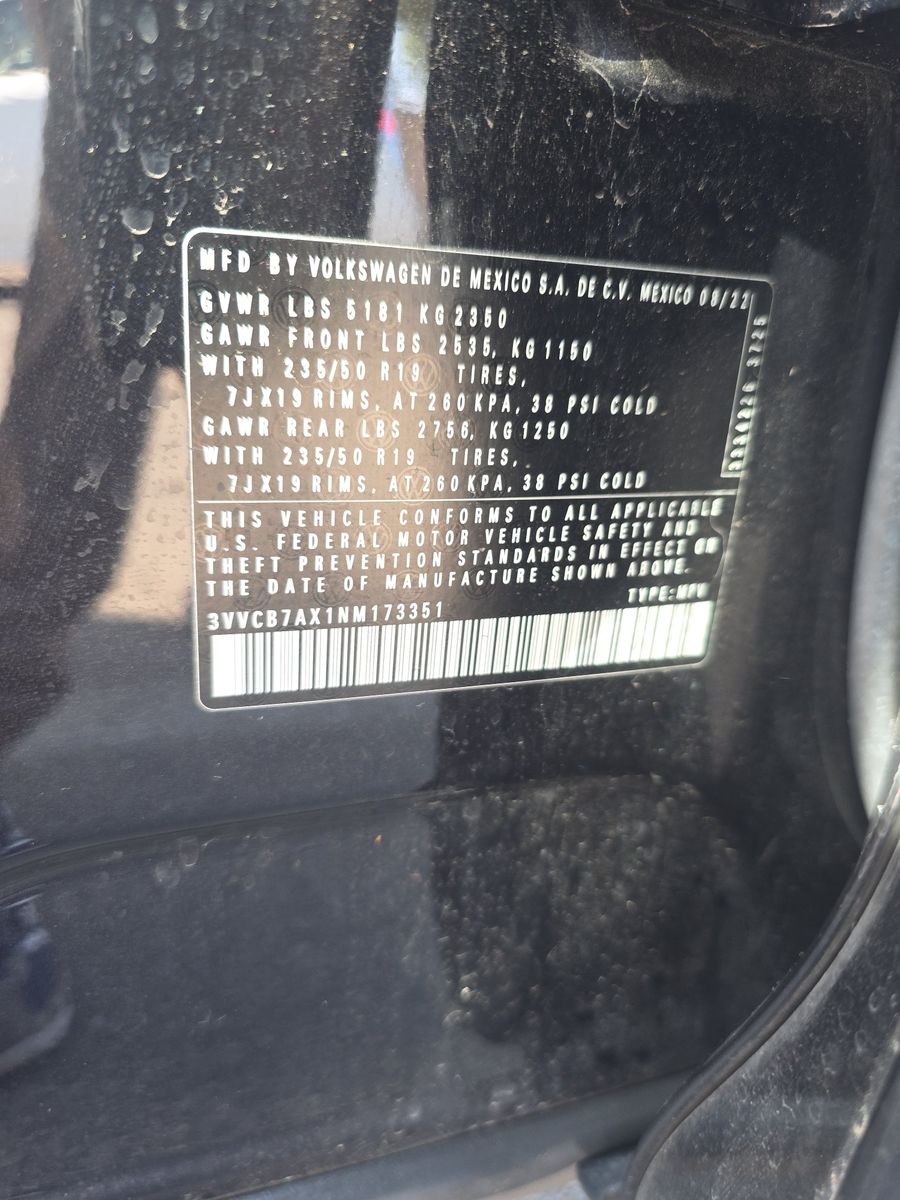 MFD BY VOLKSWAGEN DE MEXICO S.A. DE C.V. MEXICO 08/22
GVWR LBS 5181 KG 2350
GAWR FRONT LBS 2535, KG 1150
WITH 235/50 R19 TIRES,
7JX19 RIMS, AT 260 KPA, 38 PSI COLD
GAWR REAR LBS 2756, KG 1250
WITH 235/50 R19 TIRES,
7JX19 RIMS, AT 260 KPA, 38 PSI COLD
THIS VEHICLE CONFORMS TO ALL APPLICABLE
U.S. FEDERAL MOTOR VEHICLE SAFETY AND
THEFT PREVENTION STANDARDS IN EFFECT ON
THE DATE OF MANUFACTURE SHOWN ABOVE.
TYPE:MPV
3VVCB7AX1NM173351